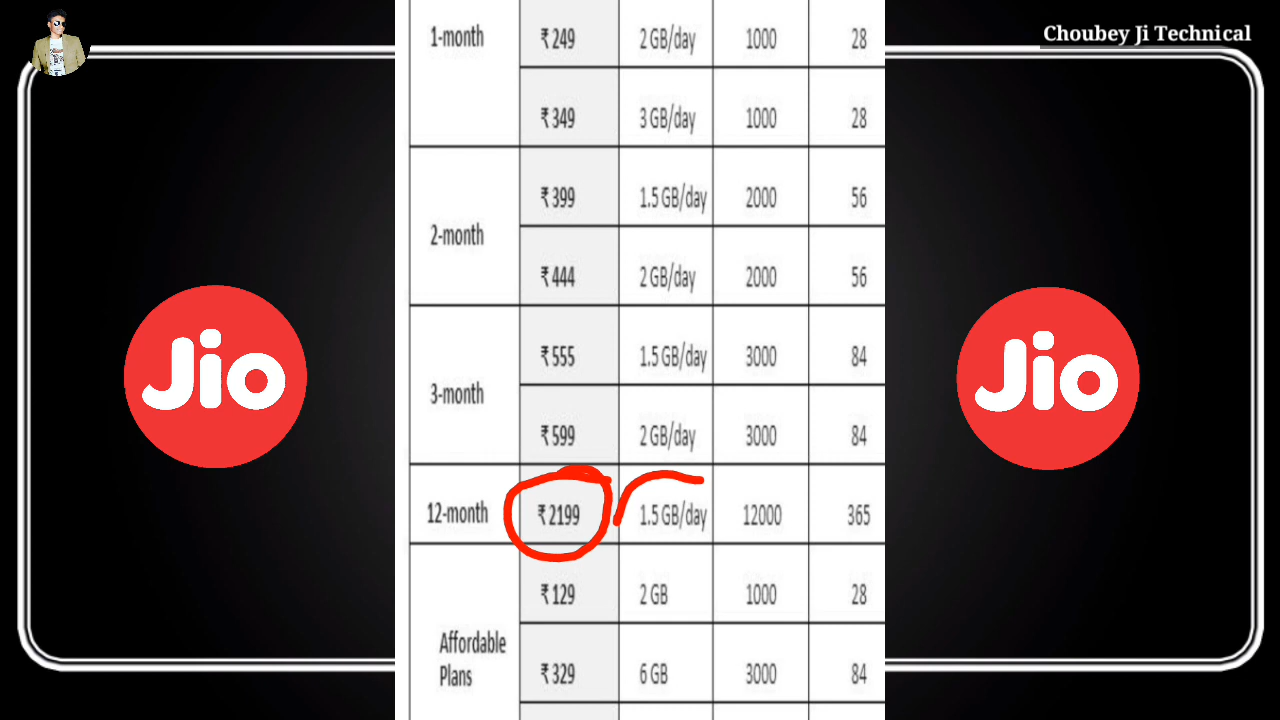 Choubey Ji Technical
1-month ₹ 249 2 GB/day 1000 28
₹ 349 3 GB/day 1000 28
2-month ₹ 399 1.5 GB/day 2000 56
₹ 444 2 GB/day 2000 56
3-month ₹ 555 1.5 GB/day 3000 84
₹ 599 2 GB/day 3000 84
12-month ₹ 2199 1.5 GB/day 12000 365
Affordable Plans ₹ 129 2 GB 1000 28
₹ 329 6 GB 3000 84
Jio
Jio